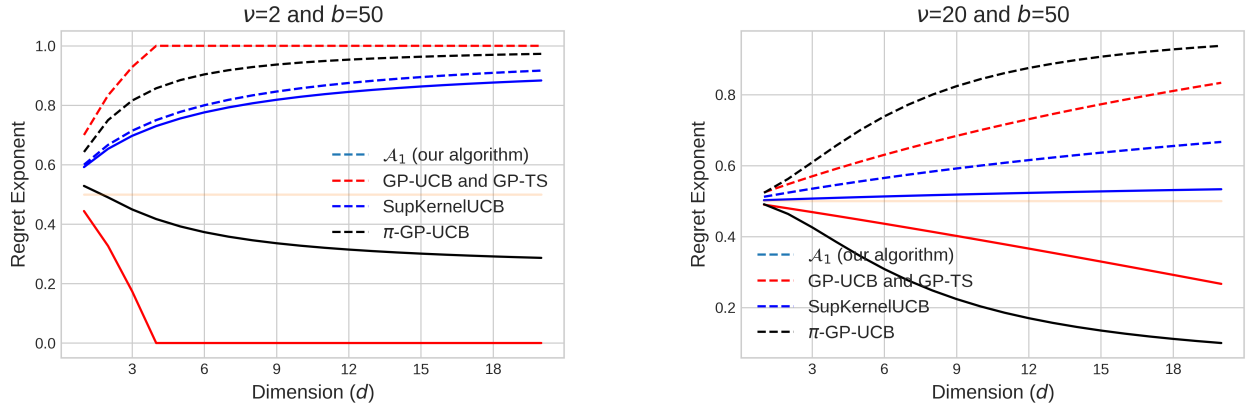 ν=2 and b=50
1.0
0.8
0.6
0.4
0.2
0.0
Regret Exponent
𝒜₁ (our algorithm)
GP-UCB and GP-TS
SupKernelUCB
π-GP-UCB
3 6 9 12 15 18
Dimension (d)
ν=20 and b=50
0.8
0.6
0.4
0.2
Regret Exponent
𝒜₁ (our algorithm)
GP-UCB and GP-TS
SupKernelUCB
π-GP-UCB
3 6 9 12 15 18
Dimension (d)